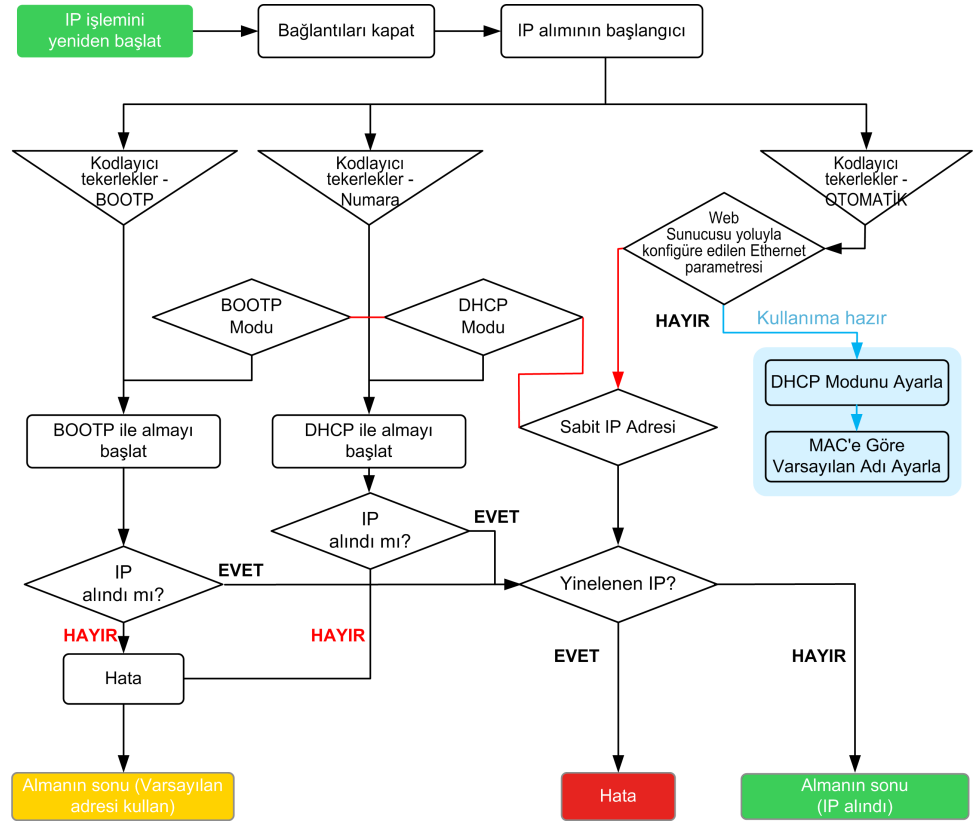 IP işlemini
yeniden başlat
Bağlantıları kapat
IP alımının başlangıcı
Kodlayıcı
tekerlekler -
BOOTP
Kodlayıcı
tekerlekler -
Numara
Kodlayıcı
tekerlekler -
OTOMATİK
Web
Sunucusu yoluyla
konfigüre edilen Ethernet
parametresi
BOOTP
Modu
DHCP
Modu
HAYIR
Kullanıma hazır
DHCP Modunu Ayarla
MAC'e Göre
Varsayılan Adı Ayarla
BOOTP ile almayı
başlat
DHCP ile almayı
başlat
Sabit IP Adresi
IP
alındı mı?
EVET
IP
alındı mı?
EVET
Yinelenen IP?
HAYIR
HAYIR
EVET
HAYIR
Hata
Almanın sonu (Varsayılan
adresi kullan)
Hata
Almanın sonu
(IP alındı)